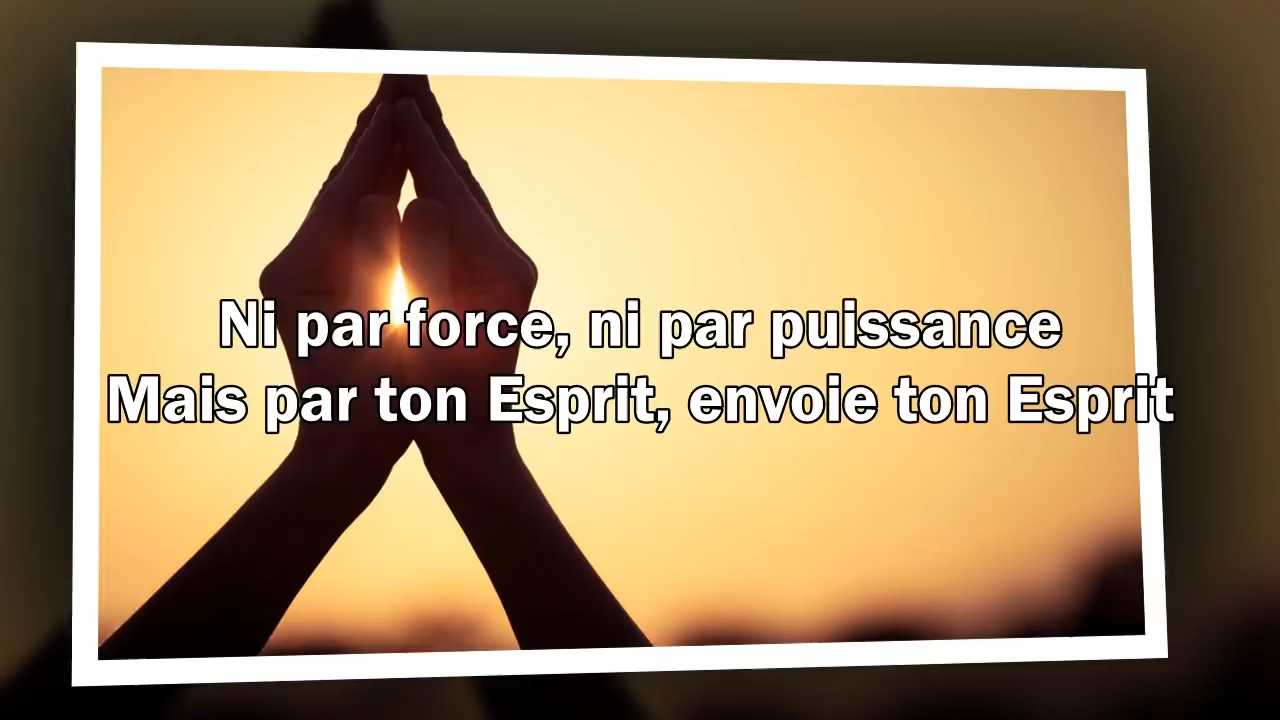 Ni par force, ni par puissance
Mais par ton Esprit, envoie ton Esprit